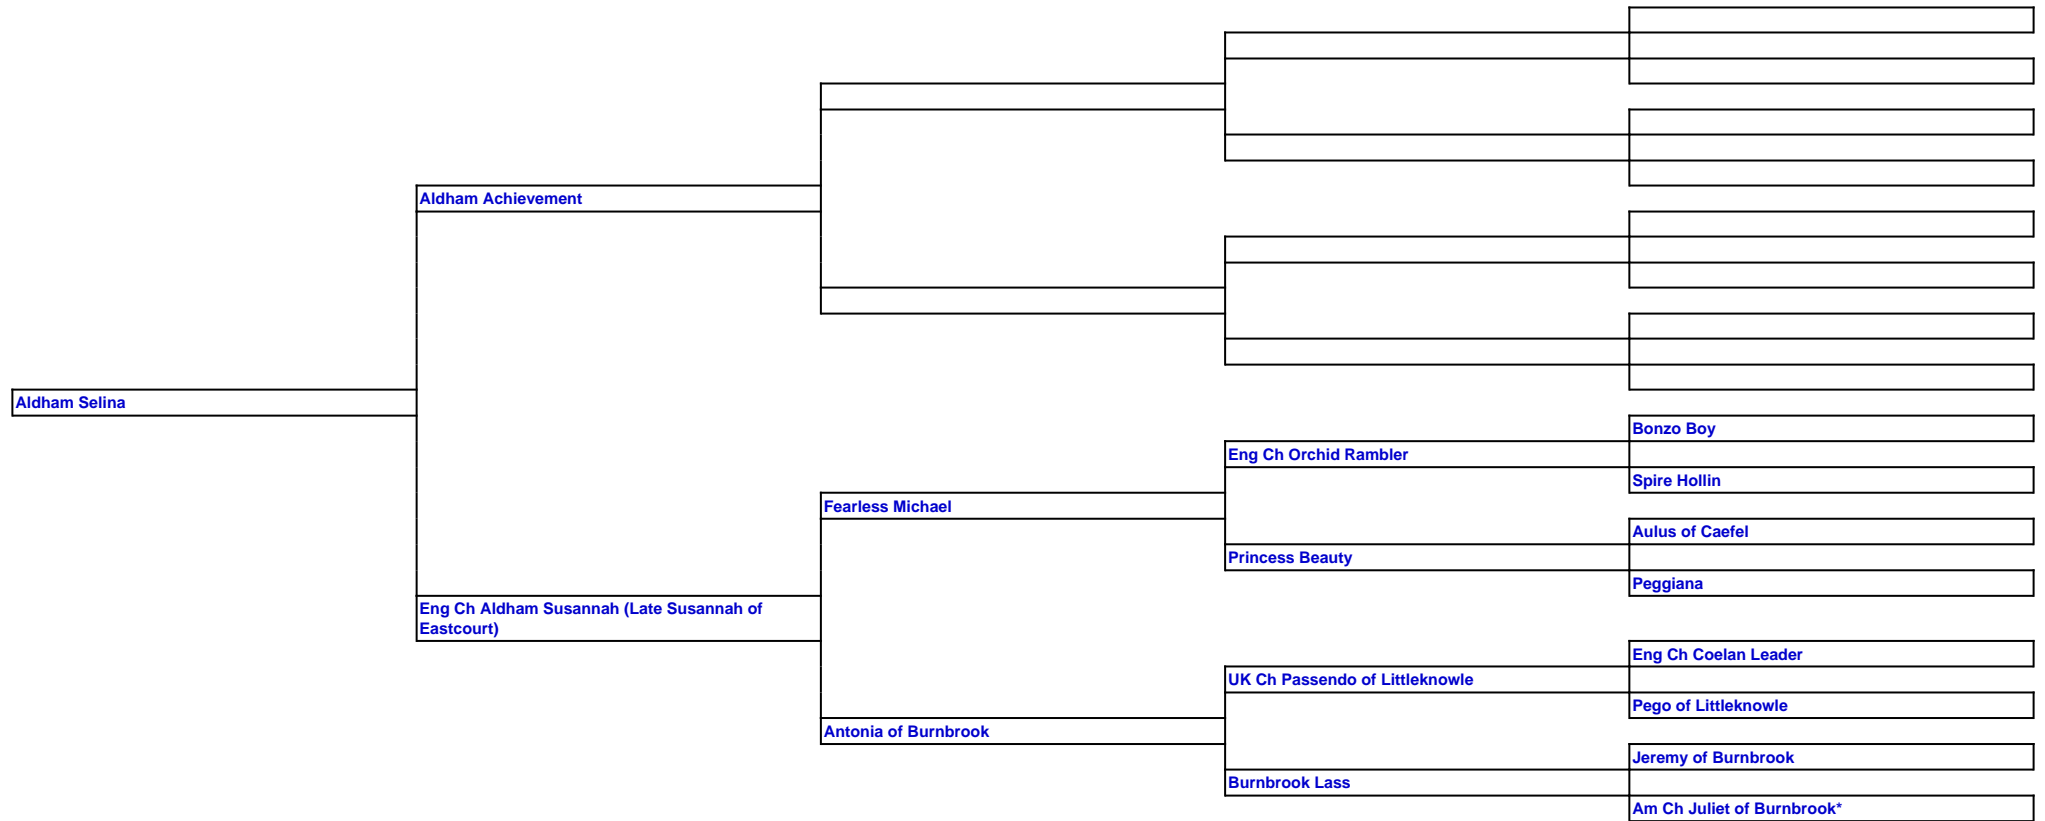 Aldham Achievement
Aldham Selina
Bonzo Boy
Eng Ch Orchid Rambler
Spire Hollin
Fearless Michael
Aulus of Caefel
Princess Beauty
Peggiana
Eng Ch Aldham Susannah (Late Susannah of
Eastcourt)
Eng Ch Coelan Leader
UK Ch Passendo of Littleknowle
Pego of Littleknowle
Antonia of Burnbrook
Jeremy of Burnbrook
Burnbrook Lass
Am Ch Juliet of Burnbrook*